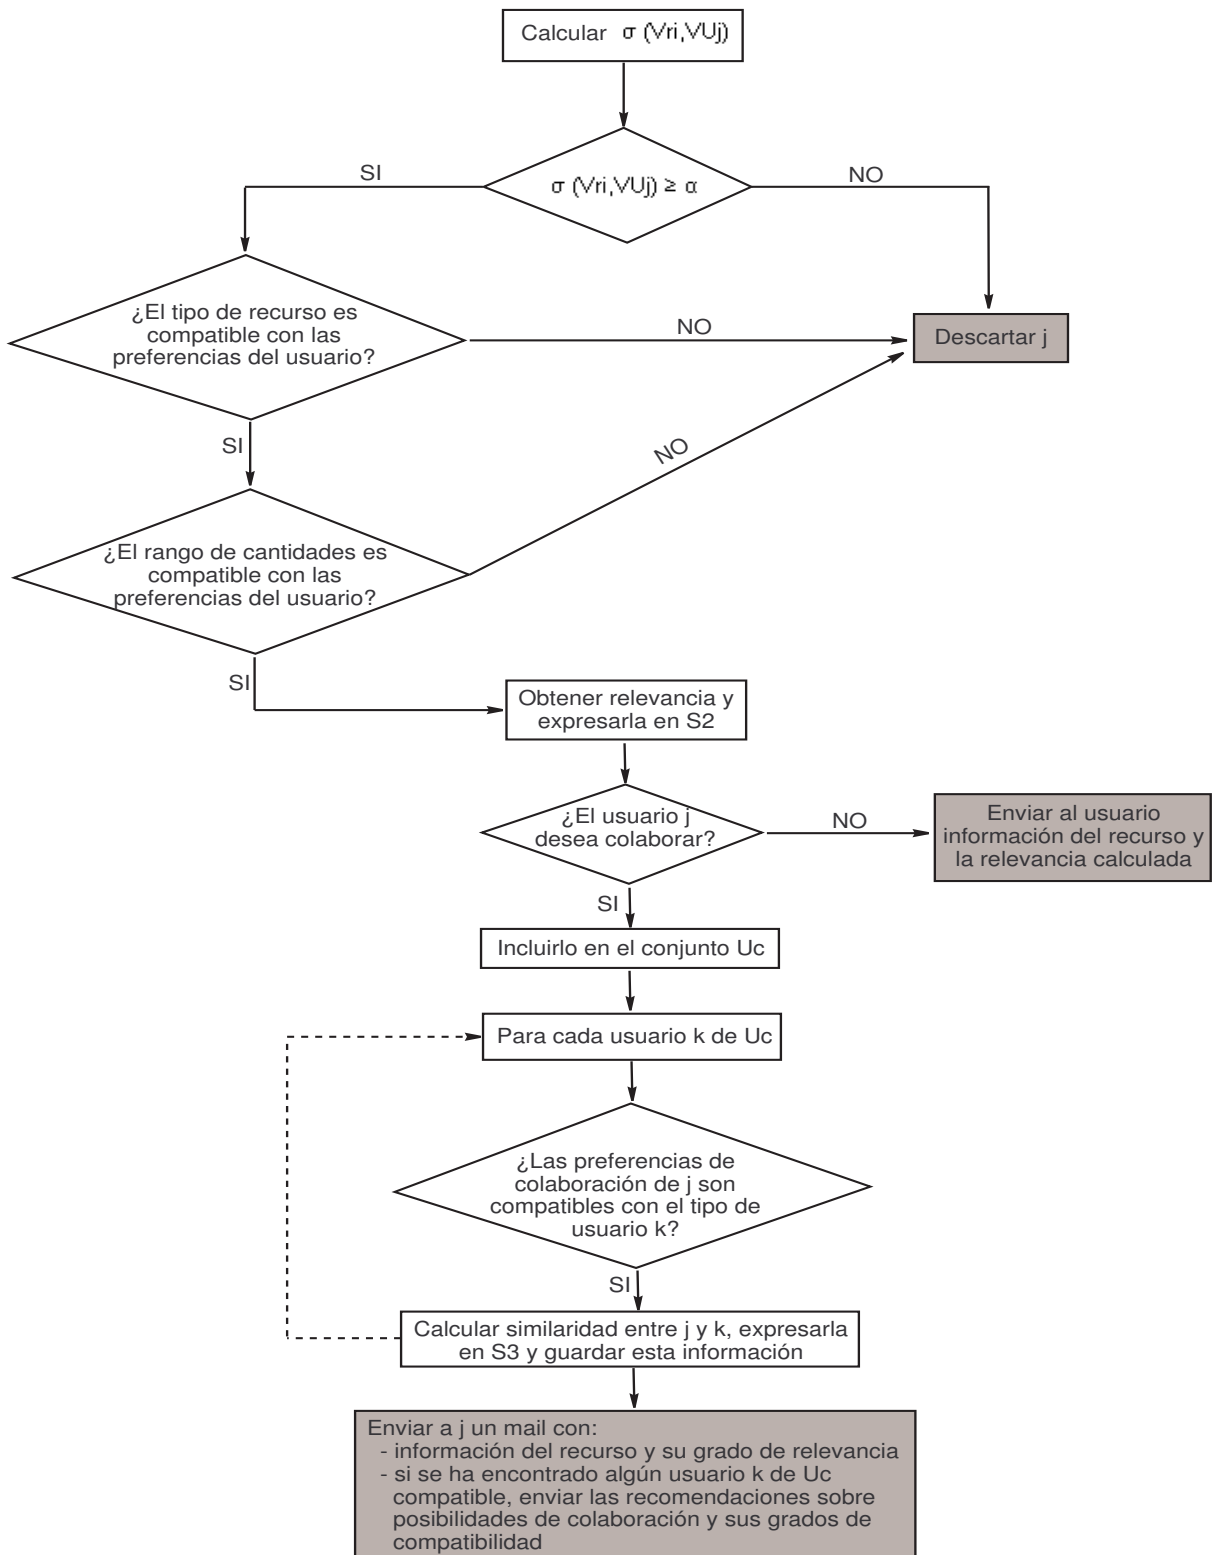 Calcular σ (Vri,VUj)
SI
σ (Vri,VUj) ≥ α
NO
¿El tipo de recurso es
compatible con las
preferencias del usuario?
NO
Descartar j
SI
NO
¿El rango de cantidades es
compatible con las
preferencias del usuario?
SI
Obtener relevancia y
expresarla en S2
¿El usuario j
desea colaborar?
NO
Enviar al usuario
información del recurso y
la relevancia calculada
SI
Incluirlo en el conjunto Uc
Para cada usuario k de Uc
¿Las preferencias de
colaboración de j son
compatibles con el tipo de
usuario k?
SI
Calcular similaridad entre j y k, expresarla
en S3 y guardar esta información
Enviar a j un mail con:
- información del recurso y su grado de relevancia
- si se ha encontrado algún usuario k de Uc
compatible, enviar las recomendaciones sobre
posibilidades de colaboración y sus grados de
compatibilidad